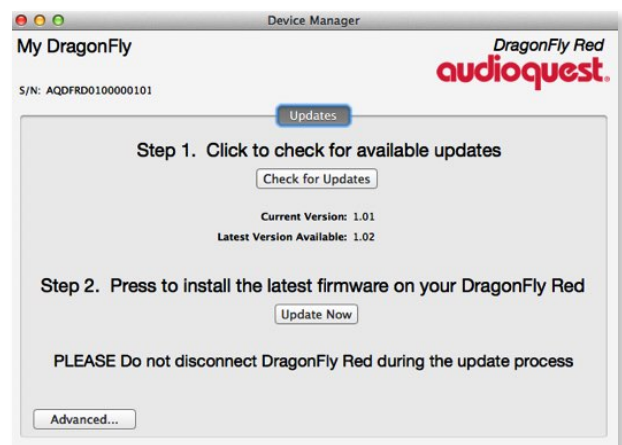 Device Manager
My DragonFly
DragonFly Red
audioquest.
S/N: AQDFRD0100000101
Updates
Step 1. Click to check for available updates
Check for Updates
Current Version: 1.01
Latest Version Available: 1.02
Step 2. Press to install the latest firmware on your DragonFly Red
Update Now
PLEASE Do not disconnect DragonFly Red during the update process
Advanced...